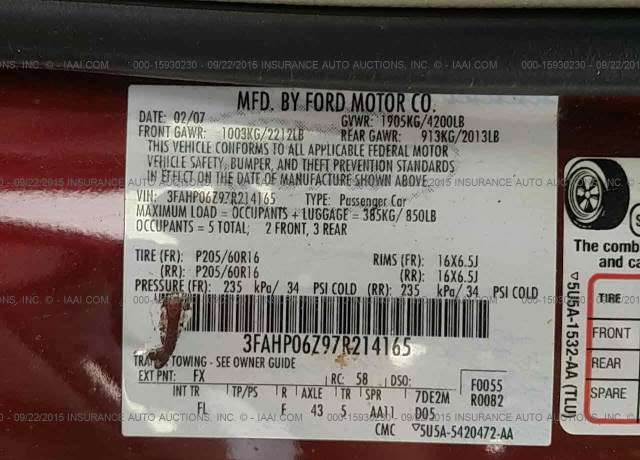 000-15930230 - 09/22/2015 INSURANCE AUTO AUCTIONS, INC. (IAAI.COM)
MFD. BY FORD MOTOR CO.
DATE: 02/07 GVWR: 1905KG/4200LB
FRONT GAWR: 1003KG/2212LB REAR GAWR: 913KG/2013LB
THIS VEHICLE CONFORMS TO ALL APPLICABLE FEDERAL MOTOR
VEHICLE SAFETY, BUMPER, AND THEFT PREVENTION STANDARDS
IN EFFECT ON THE DATE OF MANUFACTURE SHOWN ABOVE.
VIN: 3FAHP06Z97R214165 TYPE: Passenger Car
MAXIMUM LOAD = OCCUPANTS + LUGGAGE = 385KG/ 850LB
OCCUPANTS = 5 TOTAL; 2 FRONT, 3 REAR
TIRE (FR): P205/60R16 RIMS (FR): 16X6.5J
(RR): P205/60R16 (RR): 16X6.5J
PRESSURE (FR): 235 kPa/ 34 PSI COLD (RR): 235 kPa/ 34 PSI COLD
3FAHP06Z97R214165
TOWING - SEE OWNER GUIDE
EXT PNT: FX RC: 58 DSO: F0055
INT TR TP/PS R AXLE TR SPR 7DE2M R0082
FL F 43 5 AA11 D05
CMC ▽5U5A-5420472-AA
The comb
and ca
TIRE
FRONT
REAR
SPARE
▽5U5A-1532-AA (TLU)